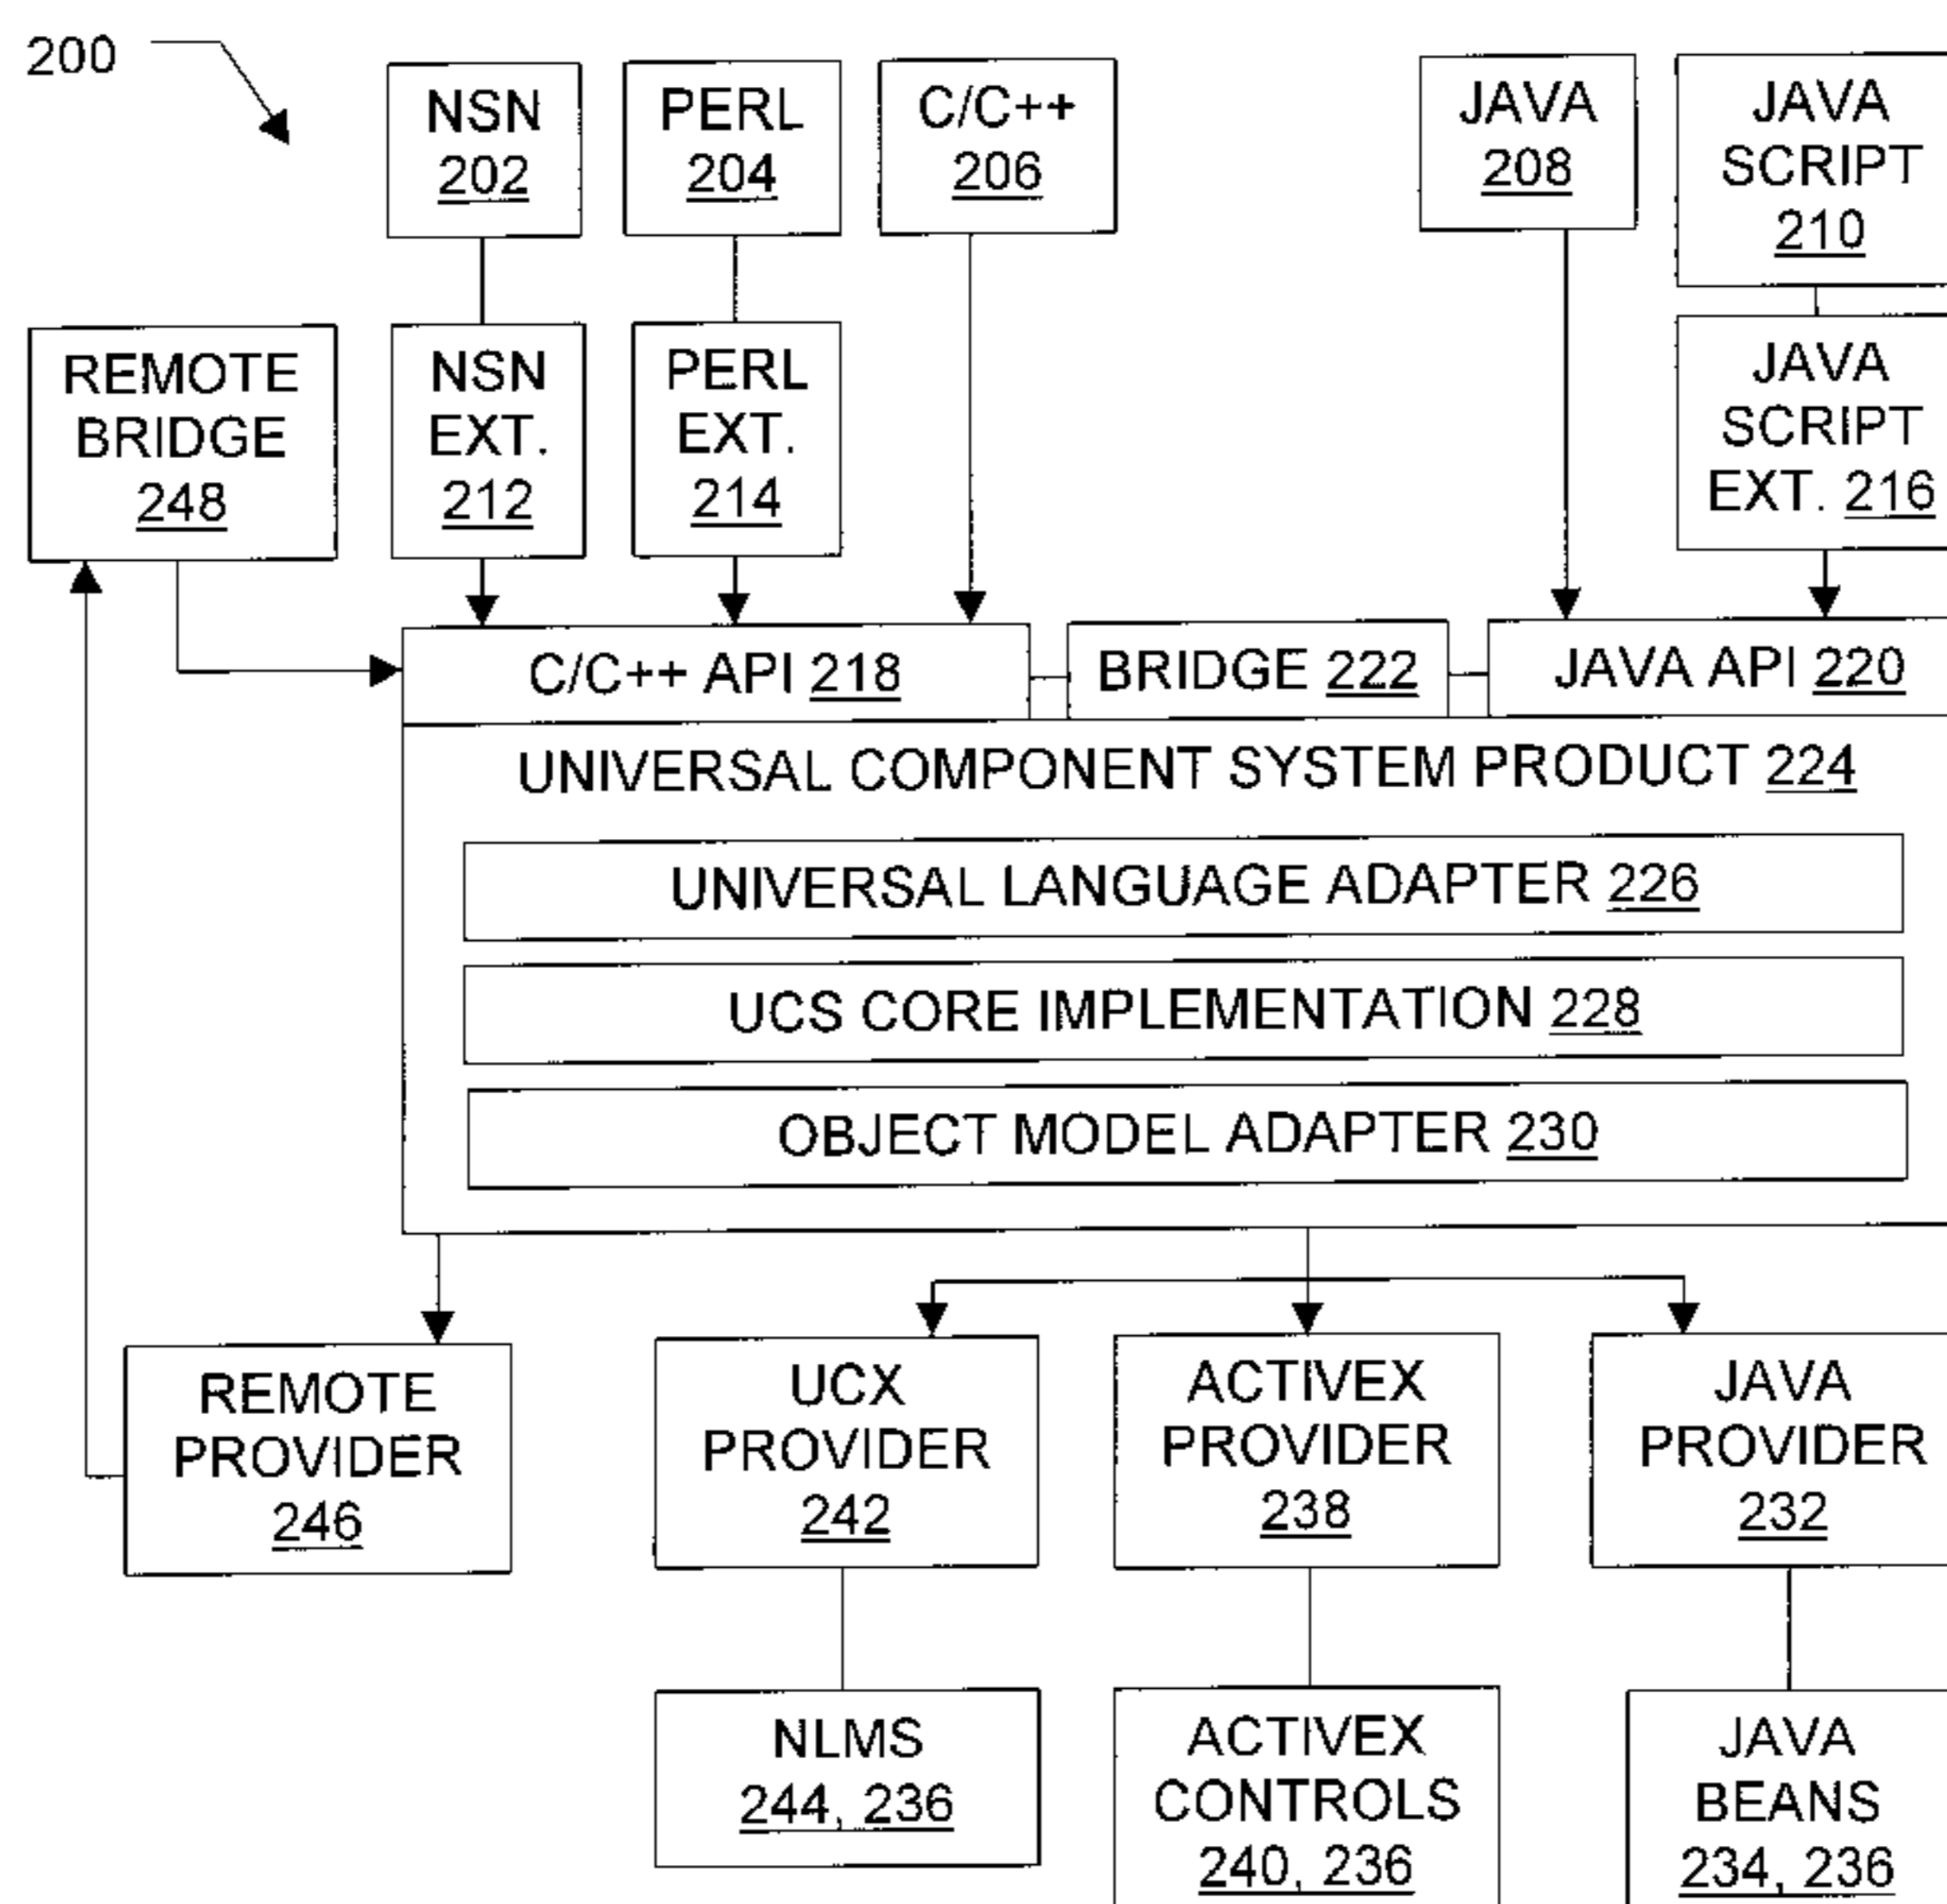 200
NSN
202
PERL
204
C/C++
206
JAVA
208
JAVA
SCRIPT
210
REMOTE
BRIDGE
248
NSN
EXT.
212
PERL
EXT.
214
JAVA
SCRIPT
EXT. 216
C/C++ API 218
BRIDGE 222
JAVA API 220
UNIVERSAL COMPONENT SYSTEM PRODUCT 224
UNIVERSAL LANGUAGE ADAPTER 226
UCS CORE IMPLEMENTATION 228
OBJECT MODEL ADAPTER 230
REMOTE
PROVIDER
246
UCX
PROVIDER
242
ACTIVEX
PROVIDER
238
JAVA
PROVIDER
232
NLMS
244, 236
ACTIVEX
CONTROLS
240, 236
JAVA
BEANS
234, 236